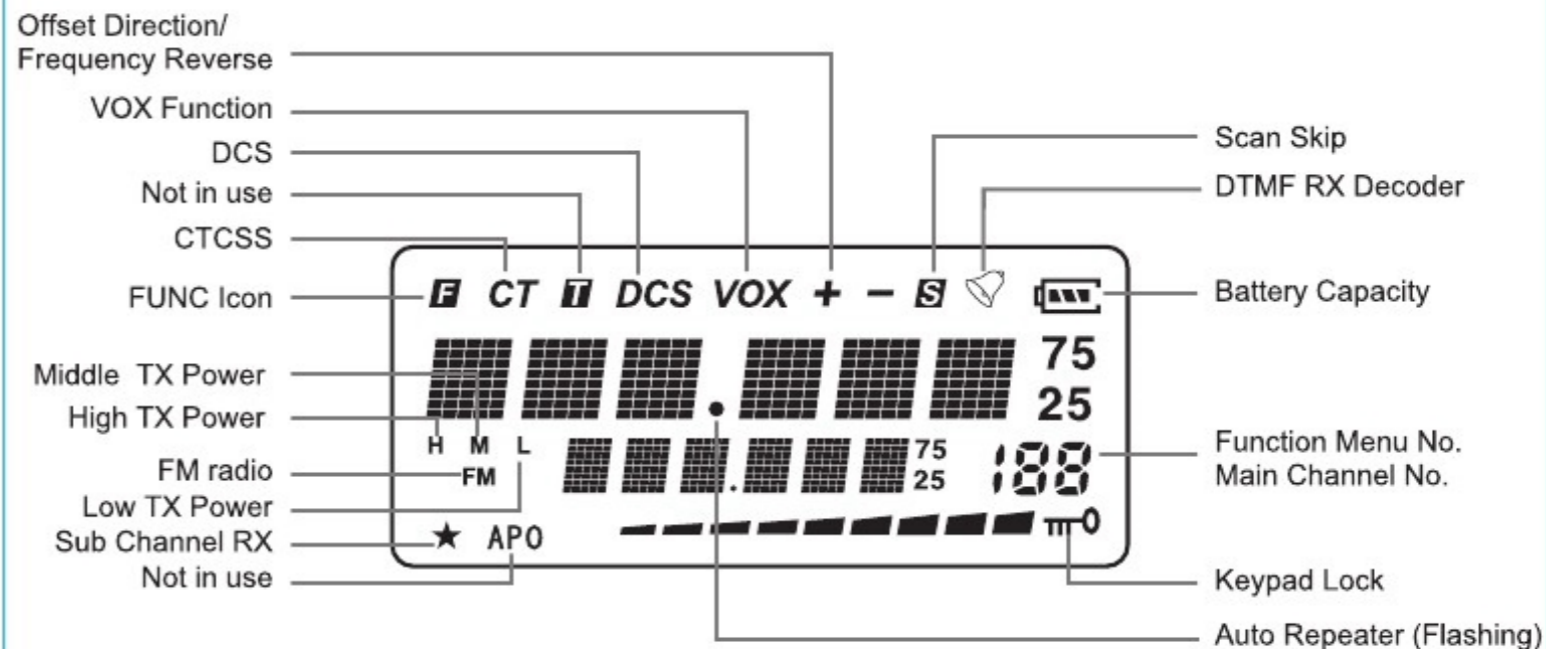 Offset Direction/
Frequency Reverse
VOX Function
DCS
Not in use
CTCSS
FUNC Icon
Middle TX Power
High TX Power
FM radio
Low TX Power
Sub Channel RX
Not in use
F CT T DCS VOX + - S
75
25
H M L
FM
75
25
188
★ APO
Scan Skip
DTMF RX Decoder
Battery Capacity
Function Menu No.
Main Channel No.
Keypad Lock
Auto Repeater (Flashing)